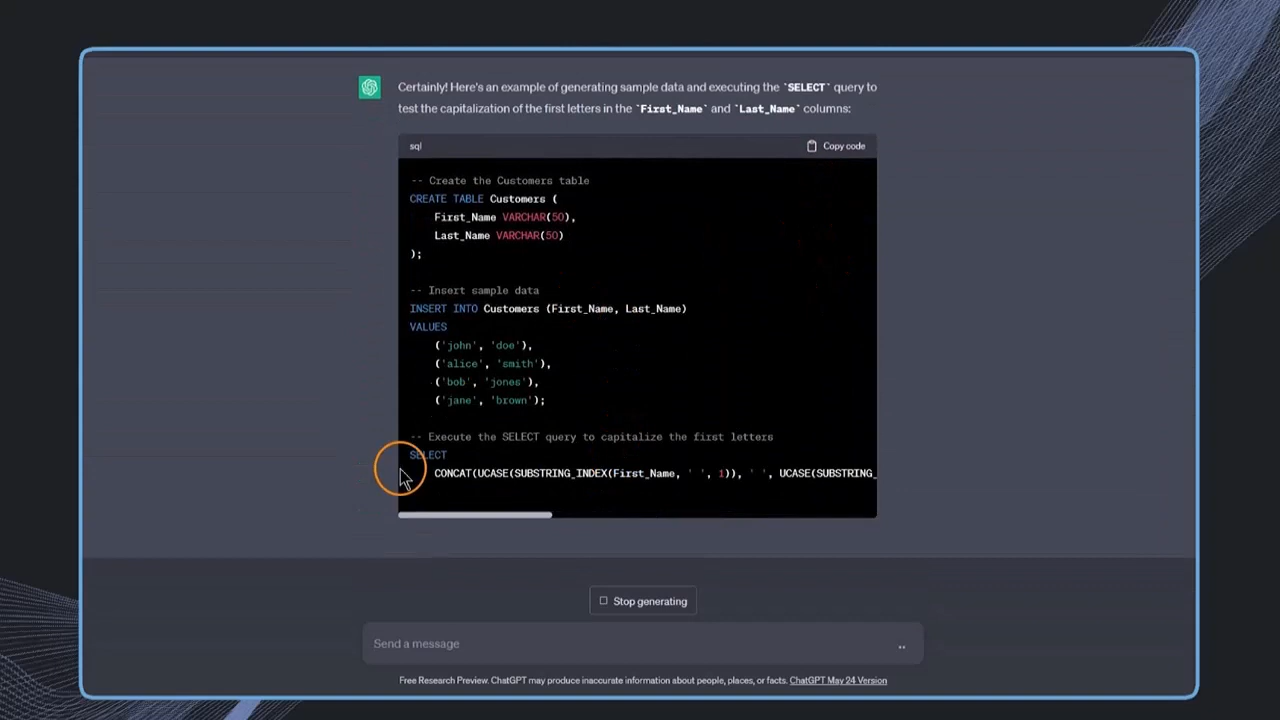 Certainly! Here's an example of generating sample data and executing the `SELECT` query to
test the capitalization of the first letters in the `First_Name` and `Last_Name` columns:
sql Copy code
-- Create the Customers table
CREATE TABLE Customers (
    First_Name VARCHAR(50),
    Last_Name VARCHAR(50)
);
-- Insert sample data
INSERT INTO Customers (First_Name, Last_Name)
VALUES
    ('john', 'doe'),
    ('alice', 'smith'),
    ('bob', 'jones'),
    ('jane', 'brown');
-- Execute the SELECT query to capitalize the first letters
SELECT
    CONCAT(UCASE(SUBSTRING_INDEX(First_Name, ' ', 1)), ' ', UCASE(SUBSTRING_
Stop generating
Send a message
Free Research Preview. ChatGPT may produce inaccurate information about people, places, or facts. ChatGPT May 24 Version